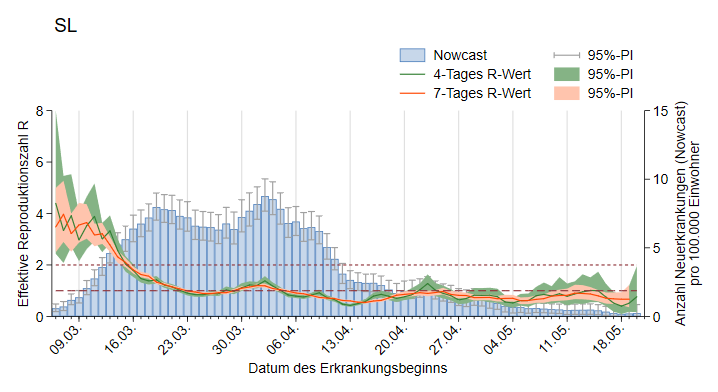 SL
Nowcast
95%-PI
4-Tages R-Wert
95%-PI
7-Tages R-Wert
95%-PI
Effektive Reproduktionszahl R
8
6
4
2
0
15
10
5
0
Anzahl Neuerkrankungen (Nowcast)
pro 100.000 Einwohner
09.03.
16.03.
23.03.
30.03.
06.04.
13.04.
20.04.
27.04.
04.05.
11.05.
18.05.
Datum des Erkrankungsbeginns